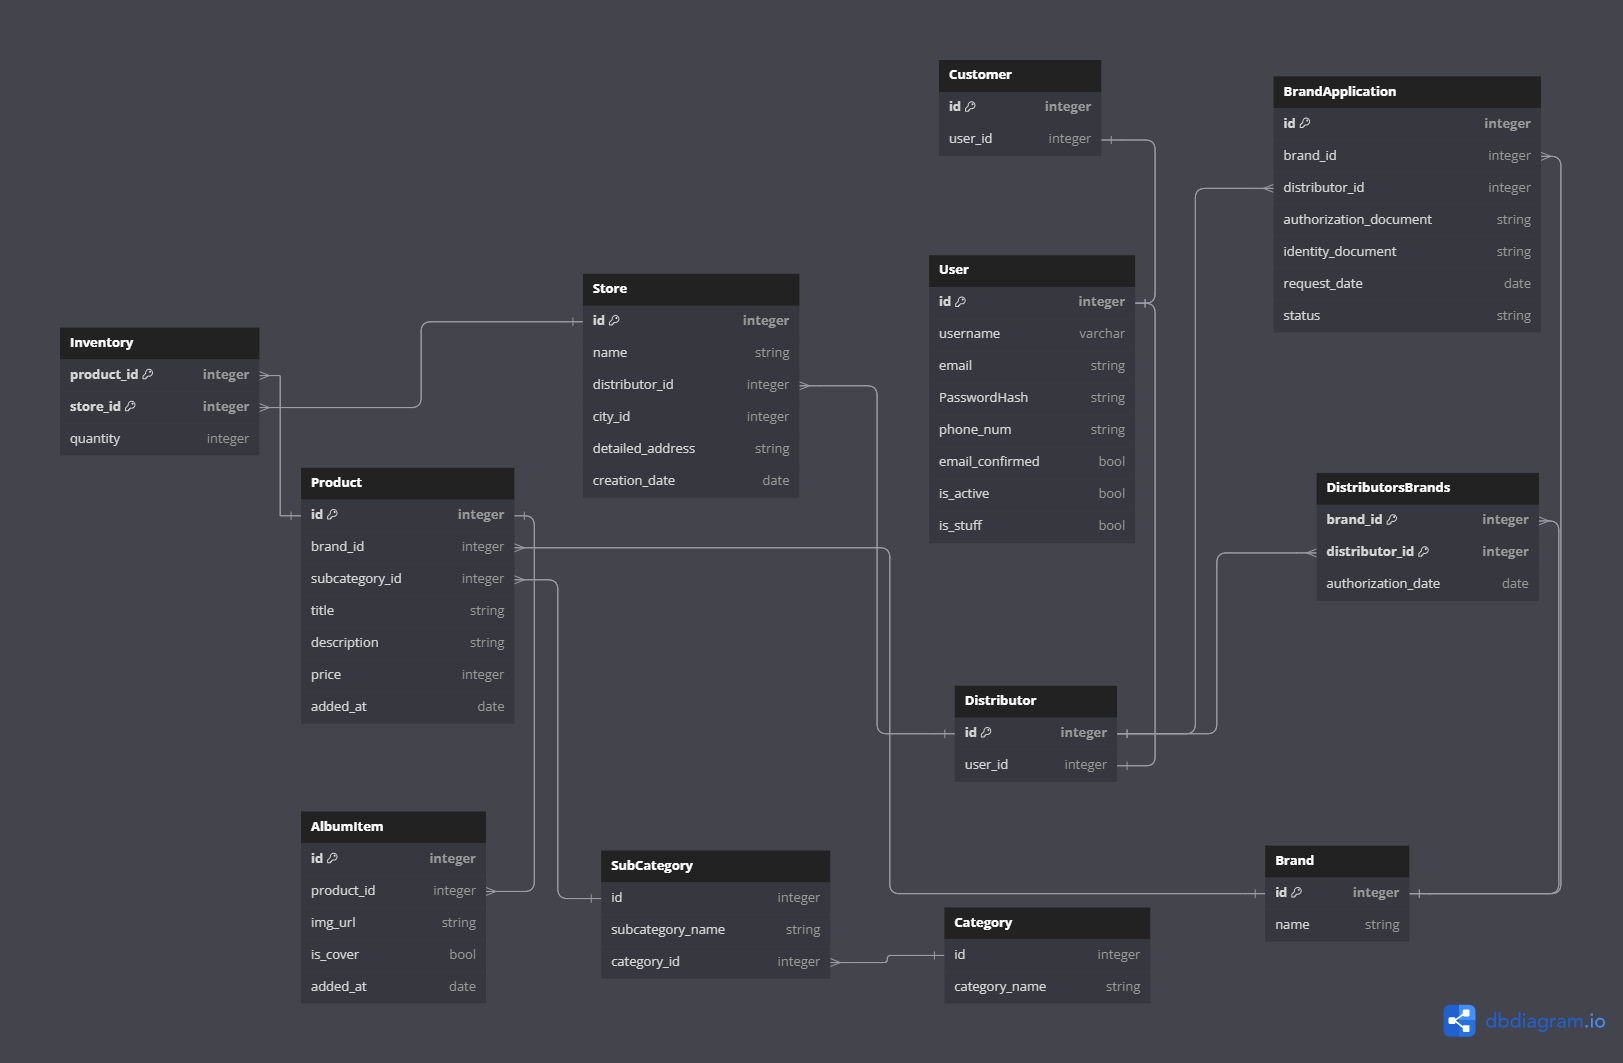 Customer
id integer
user_id integer
BrandApplication
id integer
brand_id integer
distributor_id integer
authorization_document string
identity_document string
request_date date
status string
User
id integer
username varchar
email string
PasswordHash string
phone_num string
email_confirmed bool
is_active bool
is_stuff bool
Store
id integer
name string
distributor_id integer
city_id integer
detailed_address string
creation_date date
Inventory
product_id integer
store_id integer
quantity integer
Product
id integer
brand_id integer
subcategory_id integer
title string
description string
price integer
added_at date
DistributorsBrands
brand_id integer
distributor_id integer
authorization_date date
Distributor
id integer
user_id integer
AlbumItem
id integer
product_id integer
img_url string
is_cover bool
added_at date
SubCategory
id integer
subcategory_name string
category_id integer
Category
id integer
category_name string
Brand
id integer
name string
dbdiagram.io